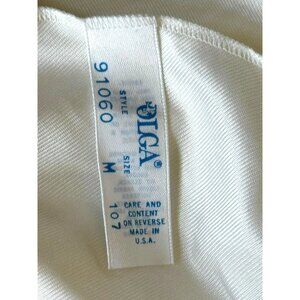 OLGA®
STYLE SIZE
91060 M 107
CARE AND
CONTENT
ON REVERSE
MADE IN
U.S.A.